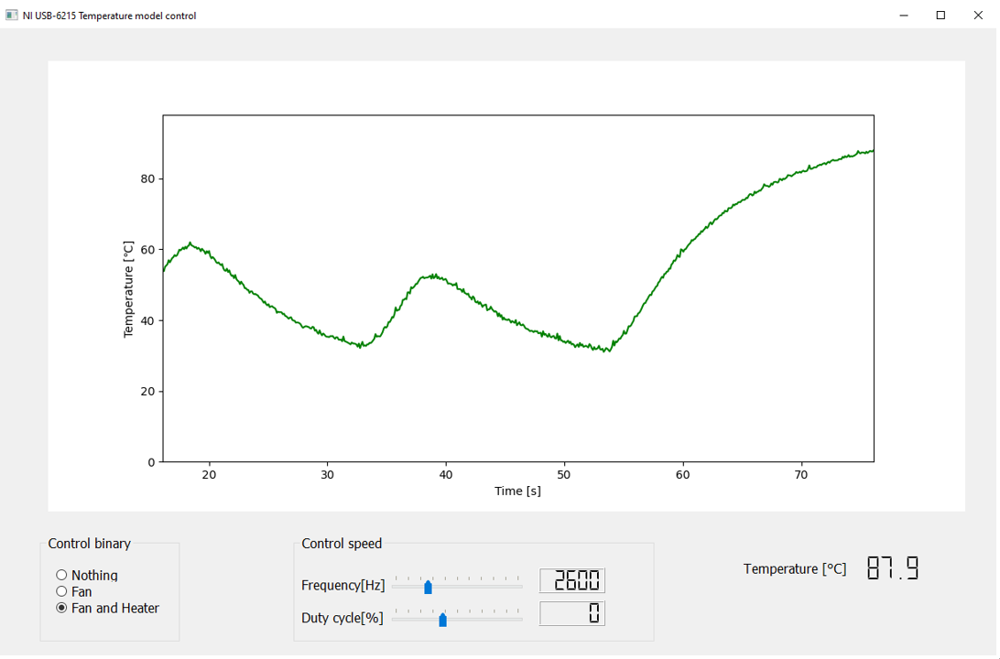 NI USB-6215 Temperature model control
80
60
40
20
0
Temperature [°C]
20 30 40 50 60 70
Time [s]
Control binary
Nothing
Fan
Fan and Heater
Control speed
Frequency[Hz] 2600
Duty cycle[%] 0
Temperature [°C] 87.9